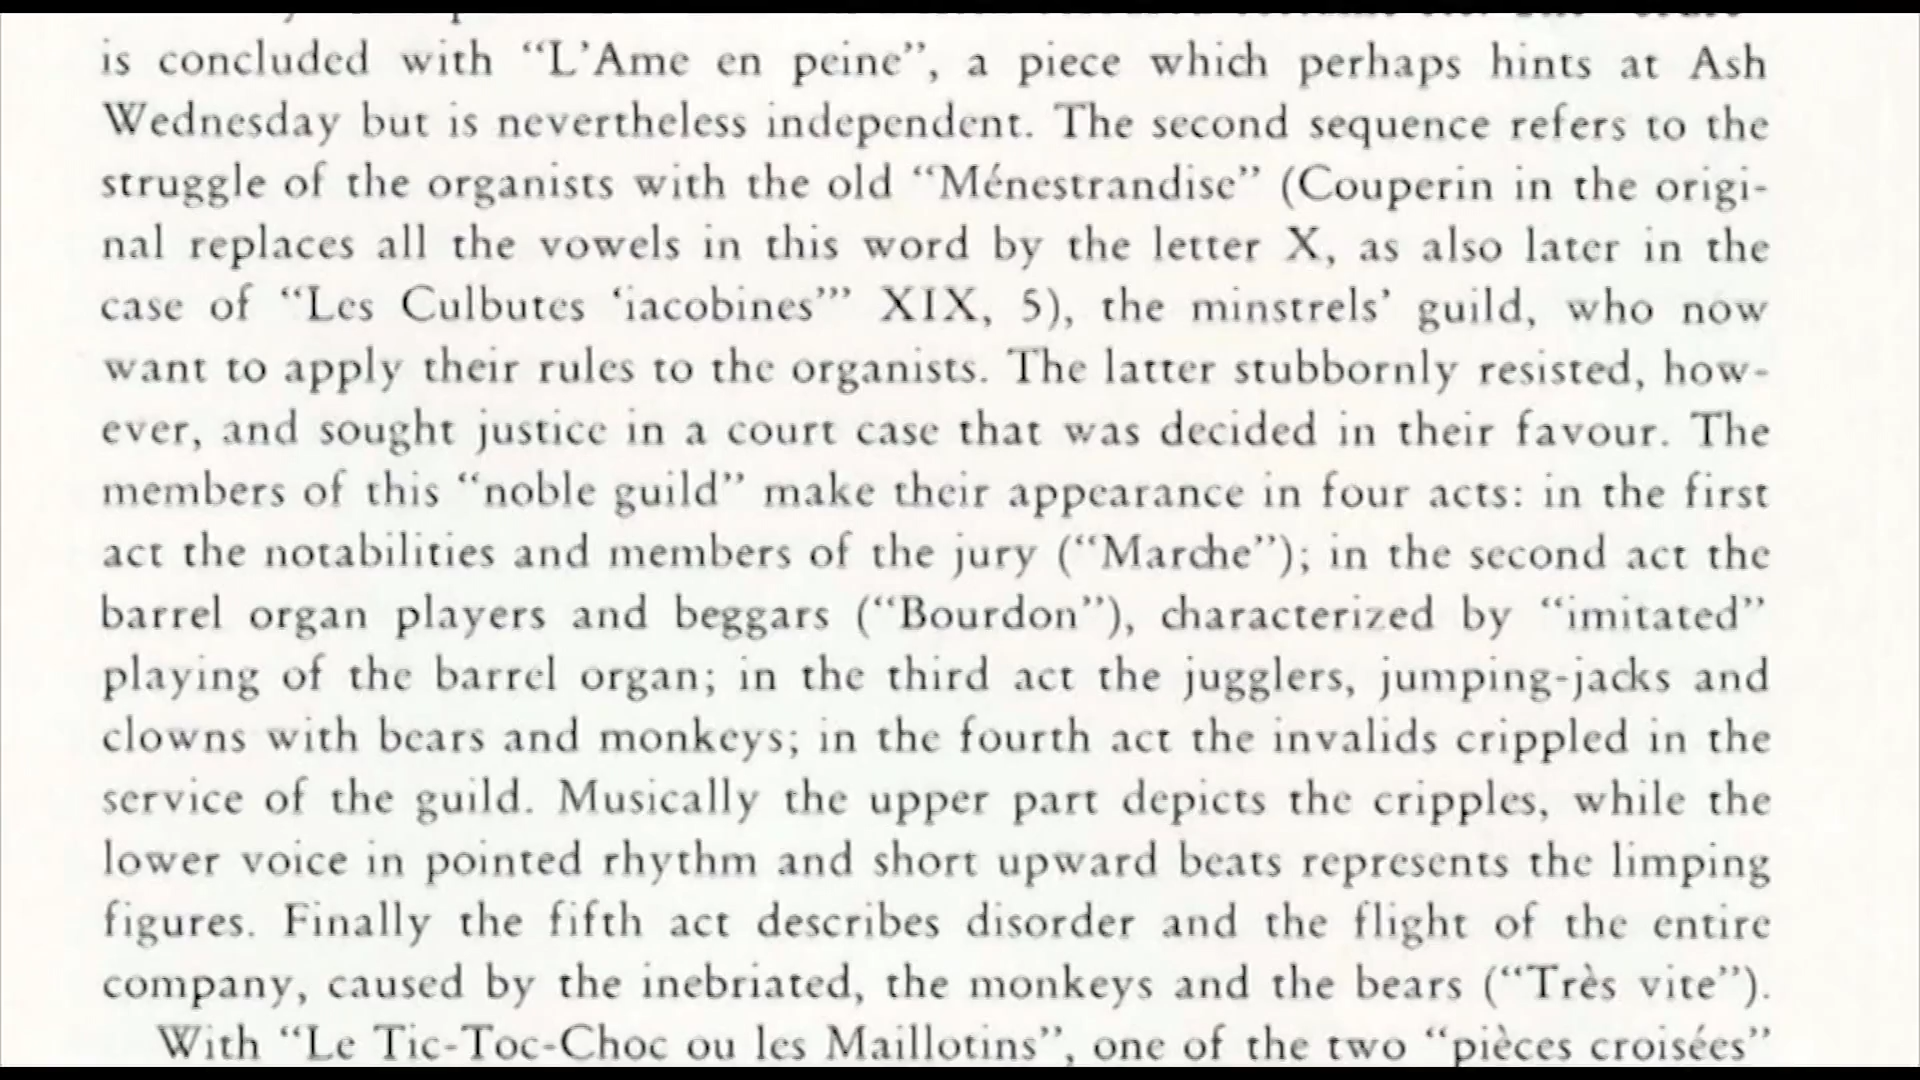 is concluded with “L’Ame en peine”, a piece which perhaps hints at Ash
Wednesday but is nevertheless independent. The second sequence refers to the
struggle of the organists with the old “Ménestrandise” (Couperin in the origi-
nal replaces all the vowels in this word by the letter X, as also later in the
case of “Les Culbutes ‘iacobines’” XIX, 5), the minstrels’ guild, who now
want to apply their rules to the organists. The latter stubbornly resisted, how-
ever, and sought justice in a court case that was decided in their favour. The
members of this “noble guild” make their appearance in four acts: in the first
act the notabilities and members of the jury (“Marche”); in the second act the
barrel organ players and beggars (“Bourdon”), characterized by “imitated”
playing of the barrel organ; in the third act the jugglers, jumping-jacks and
clowns with bears and monkeys; in the fourth act the invalids crippled in the
service of the guild. Musically the upper part depicts the cripples, while the
lower voice in pointed rhythm and short upward beats represents the limping
figures. Finally the fifth act describes disorder and the flight of the entire
company, caused by the inebriated, the monkeys and the bears (“Très vite”).
With “Le Tic-Toc-Choc ou les Maillotins”, one of the two “pièces croisées”